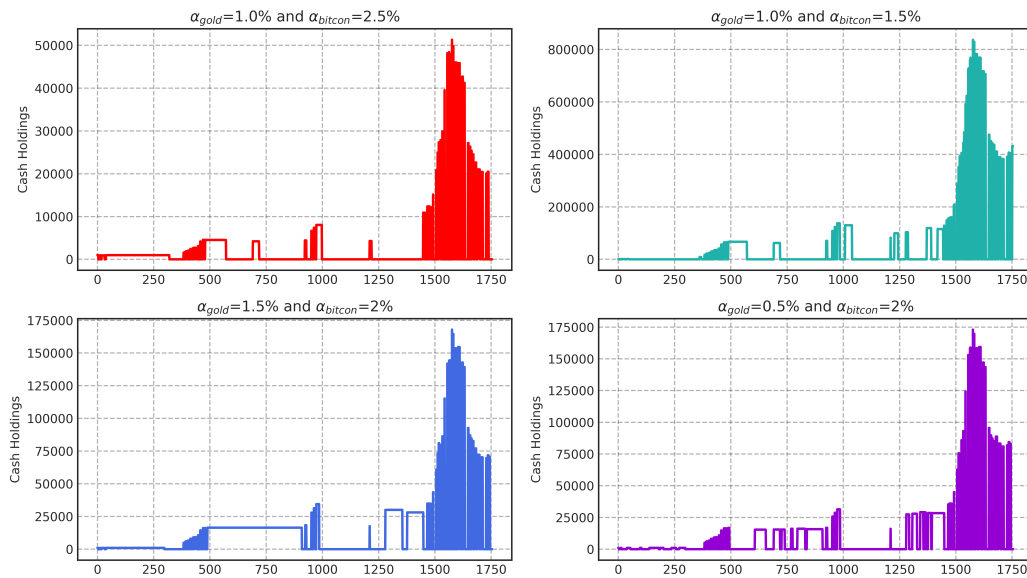 α_gold=1.0% and α_bitcon=2.5%
Cash Holdings
50000
40000
30000
20000
10000
0
0 250 500 750 1000 1250 1500 1750
α_gold=1.0% and α_bitcon=1.5%
Cash Holdings
800000
600000
400000
200000
0
0 250 500 750 1000 1250 1500 1750
α_gold=1.5% and α_bitcon=2%
Cash Holdings
175000
150000
125000
100000
75000
50000
25000
0
0 250 500 750 1000 1250 1500 1750
α_gold=0.5% and α_bitcon=2%
Cash Holdings
175000
150000
125000
100000
75000
50000
25000
0
0 250 500 750 1000 1250 1500 1750